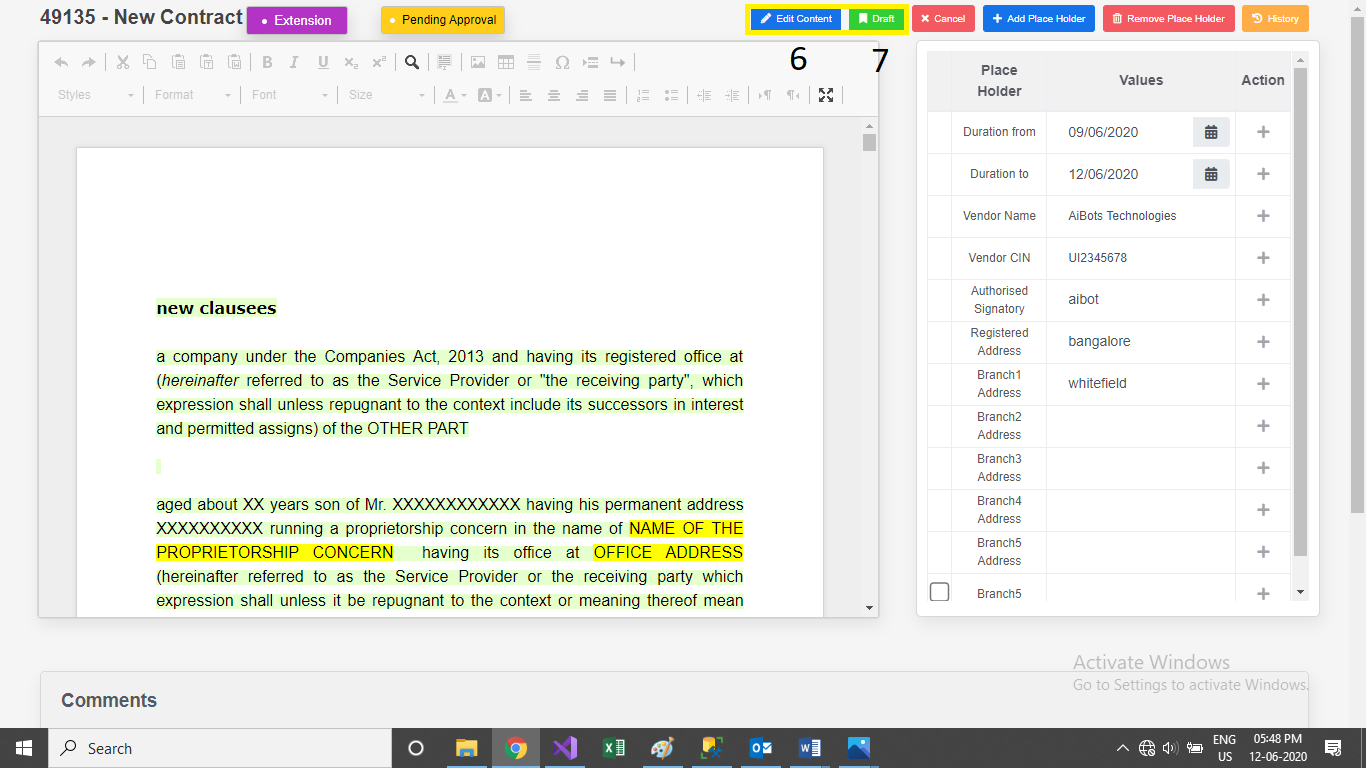 49135 - New Contract
Extension
Pending Approval
Edit Content
Draft
Cancel
Add Place Holder
Remove Place Holder
History
6
7
Styles
Format
Font
Size
new clausees
a company under the Companies Act, 2013 and having its registered office at
(hereinafter referred to as the Service Provider or "the receiving party", which
expression shall unless repugnant to the context include its successors in interest
and permitted assigns) of the OTHER PART
aged about XX years son of Mr. XXXXXXXXXXXX having his permanent address
XXXXXXXXXX running a proprietorship concern in the name of NAME OF THE
PROPRIETORSHIP CONCERN having its office at OFFICE ADDRESS
(hereinafter referred to as the Service Provider or the receiving party which
expression shall unless it be repugnant to the context or meaning thereof mean
Place Holder
Values
Action
Duration from
09/06/2020
Duration to
12/06/2020
Vendor Name
AiBots Technologies
Vendor CIN
UI2345678
Authorised
Signatory
aibot
Registered
Address
bangalore
Branch1
Address
whitefield
Branch2
Address
Branch3
Address
Branch4
Address
Branch5
Address
Branch5
Activate Windows
Go to Settings to activate Windows.
Comments
Search
ENG
US
05:48 PM
12-06-2020